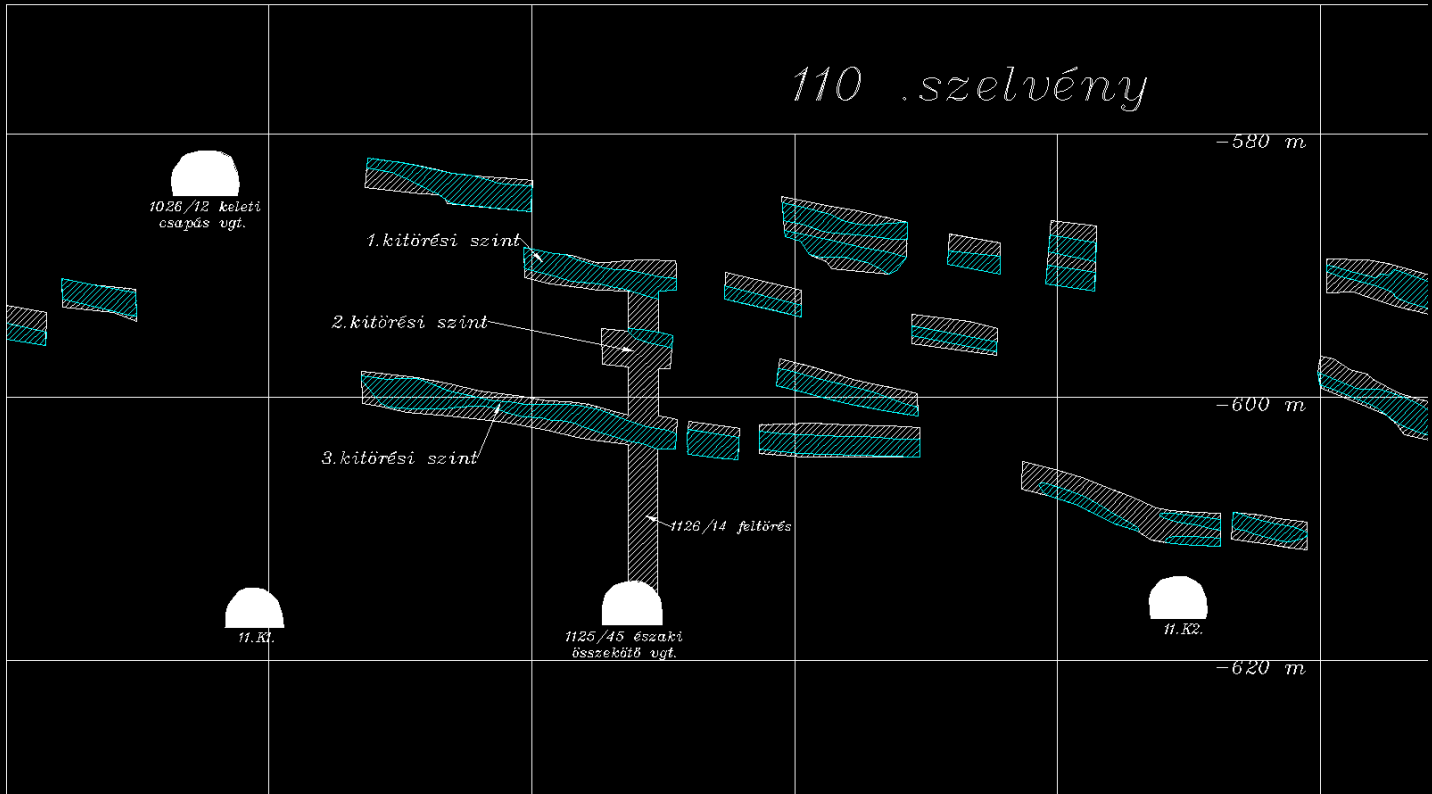 110 .szelvény
-580 m
1026/12 keleti
csapás vgt.
1.kitörési szint
2.kitörési szint
-600 m
3.kitörési szint
1126/14 feltörés
11.K1.
1125/45 északi
összekötő vgt.
11.K2.
-620 m